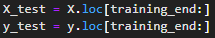 X_test = X.loc[training_end:]
y_test = y.loc[training_end:]